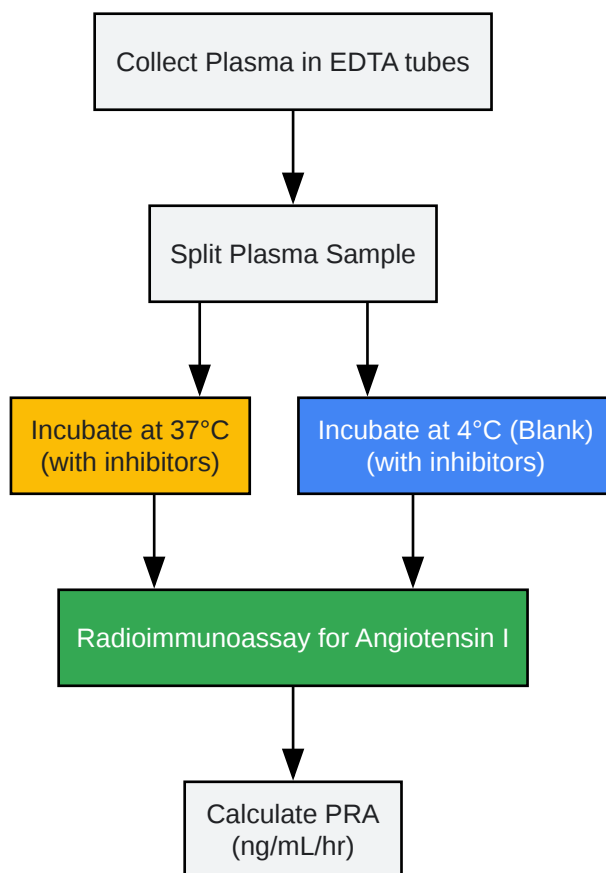 Collect Plasma in EDTA tubes
Split Plasma Sample
Incubate at 37°C
(with inhibitors)
Incubate at 4°C (Blank)
(with inhibitors)
Radioimmunoassay for Angiotensin I
Calculate PRA
(ng/mL/hr)